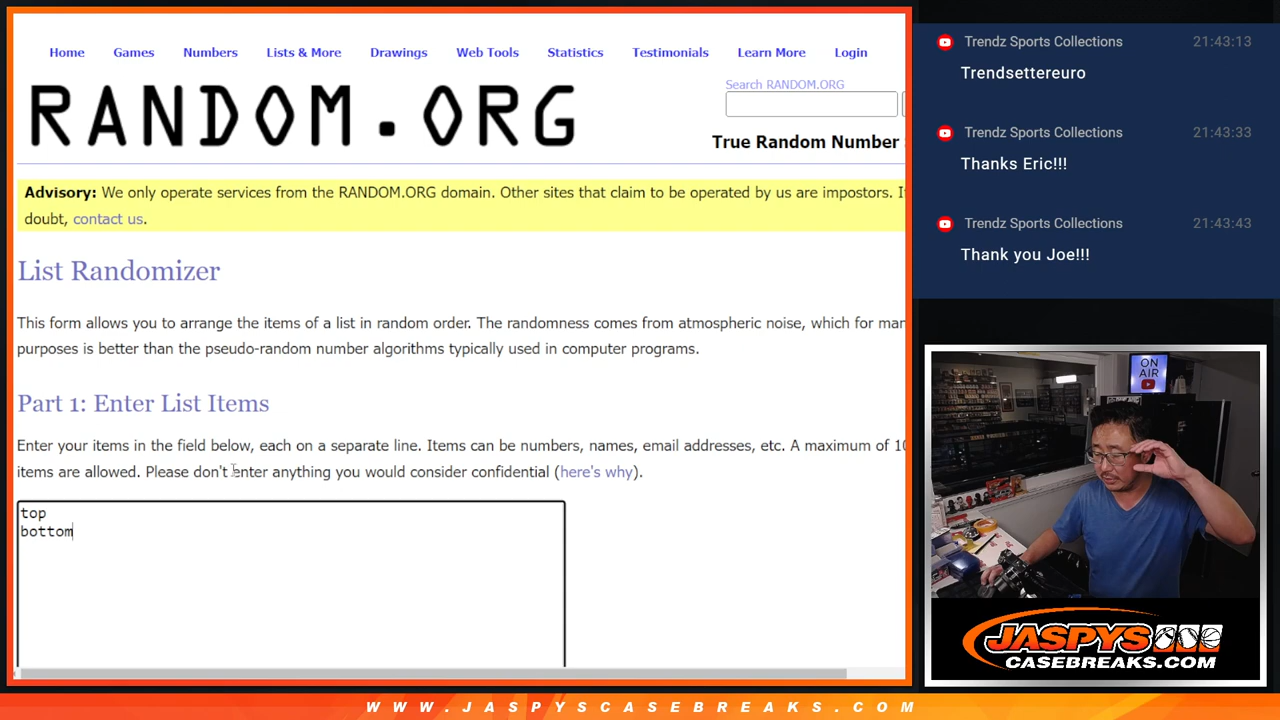 Home Games Numbers Lists & More Drawings Web Tools Statistics Testimonials Learn More Login
RANDOM.ORG
Search RANDOM.ORG
True Random Number
Advisory: We only operate services from the RANDOM.ORG domain. Other sites that claim to be operated by us are impostors. I
doubt, contact us.
List Randomizer
This form allows you to arrange the items of a list in random order. The randomness comes from atmospheric noise, which for man
purposes is better than the pseudo-random number algorithms typically used in computer programs.
Part 1: Enter List Items
Enter your items in the field below, each on a separate line. Items can be numbers, names, email addresses, etc. A maximum of 10
items are allowed. Please don't enter anything you would consider confidential (here's why).
top
bottom
Trendz Sports Collections 21:43:13
Trendsettereuro
Trendz Sports Collections 21:43:33
Thanks Eric!!!
Trendz Sports Collections 21:43:43
Thank you Joe!!!
ON
AIR
JASPYS
CASEBREAKS.COM
WWW.JASPYSCASEBREAKS.COM